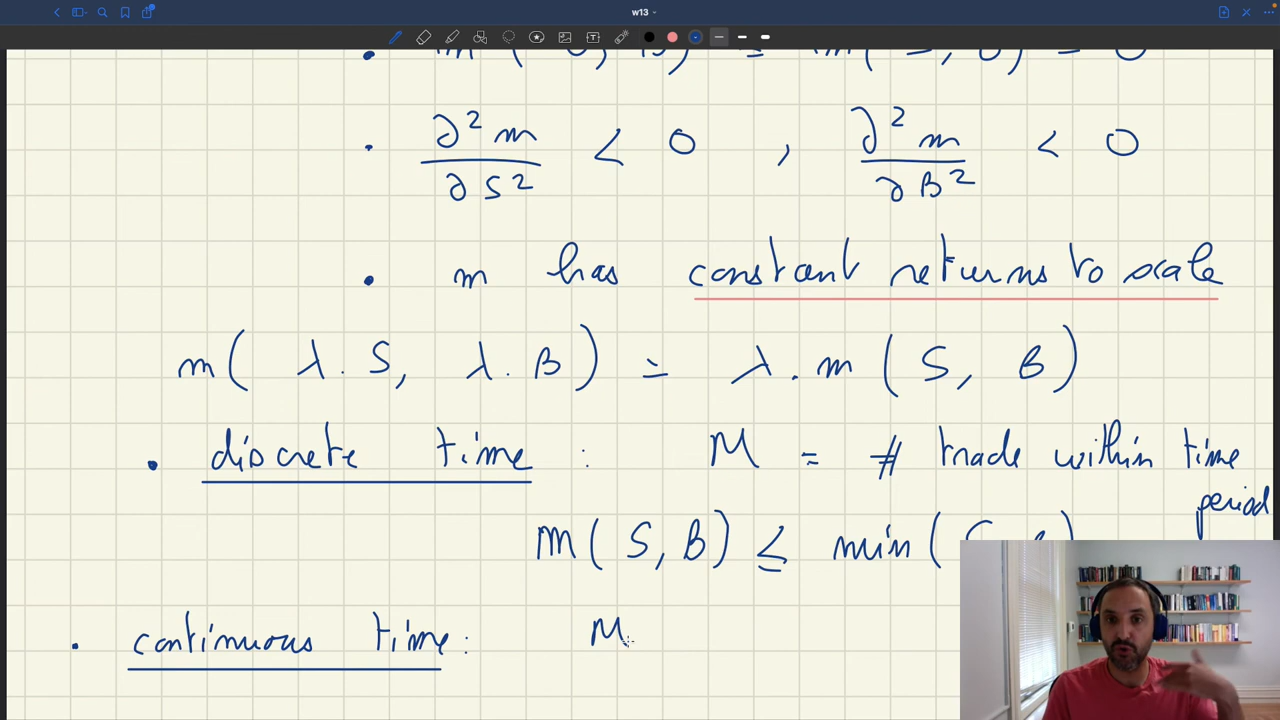 w13
∂²m/∂S² < 0 , ∂²m/∂B² < 0
• m has constant returns to scale
m( λ. S, λ. B ) = λ. m ( S, B )
• discrete time : M = # trade within time
period
m( S, B) ≤ min(
• continuous time: M